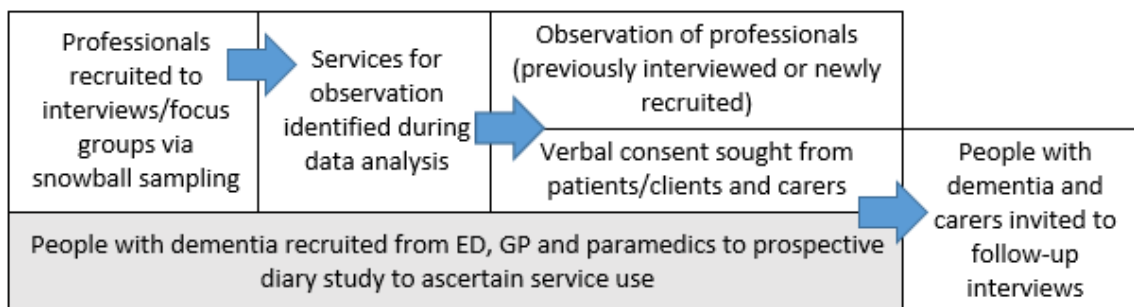 Professionals
recruited to
interviews/focus
groups via
snowball sampling
Services for
observation
identified during
data analysis
Observation of professionals
(previously interviewed or newly
recruited)
Verbal consent sought from
patients/clients and carers
People with
dementia and
carers invited to
follow-up
interviews
People with dementia recruited from ED, GP and paramedics to prospective
diary study to ascertain service use